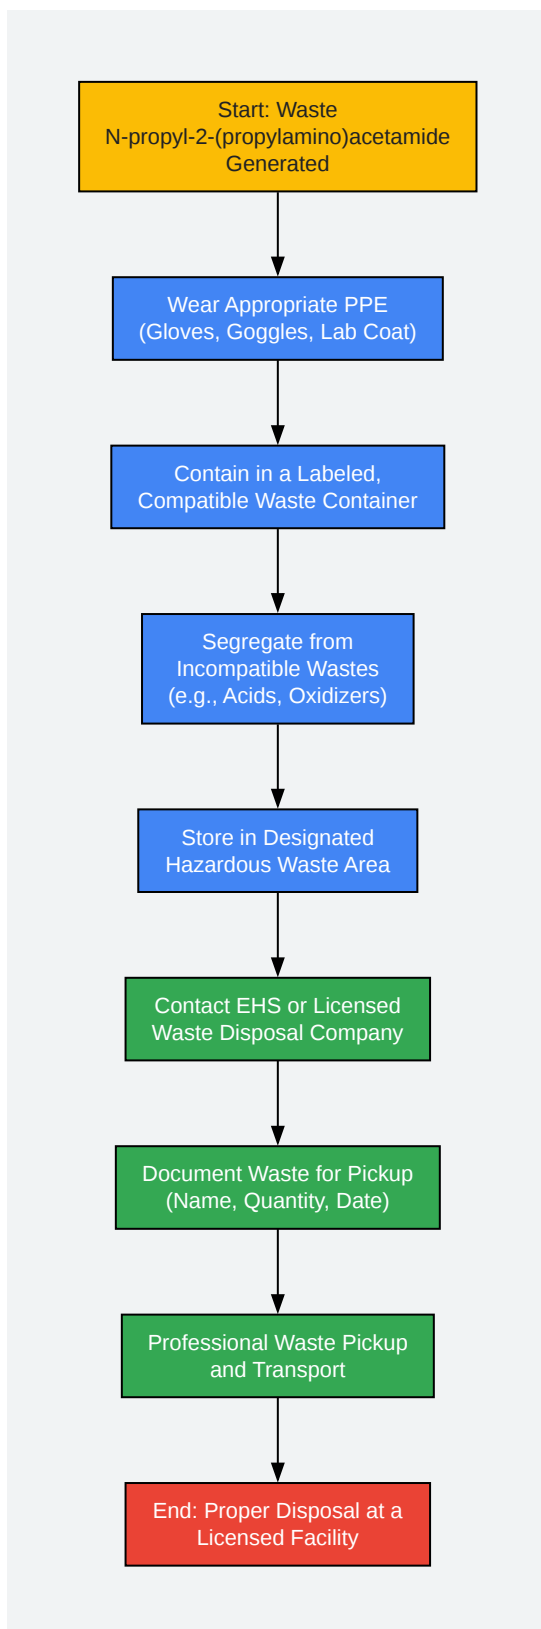 Start: Waste
N-propyl-2-(propylamino)acetamide
Generated
Wear Appropriate PPE
(Gloves, Goggles, Lab Coat)
Contain in a Labeled,
Compatible Waste Container
Segregate from
Incompatible Wastes
(e.g., Acids, Oxidizers)
Store in Designated
Hazardous Waste Area
Contact EHS or Licensed
Waste Disposal Company
Document Waste for Pickup
(Name, Quantity, Date)
Professional Waste Pickup
and Transport
End: Proper Disposal at a
Licensed Facility